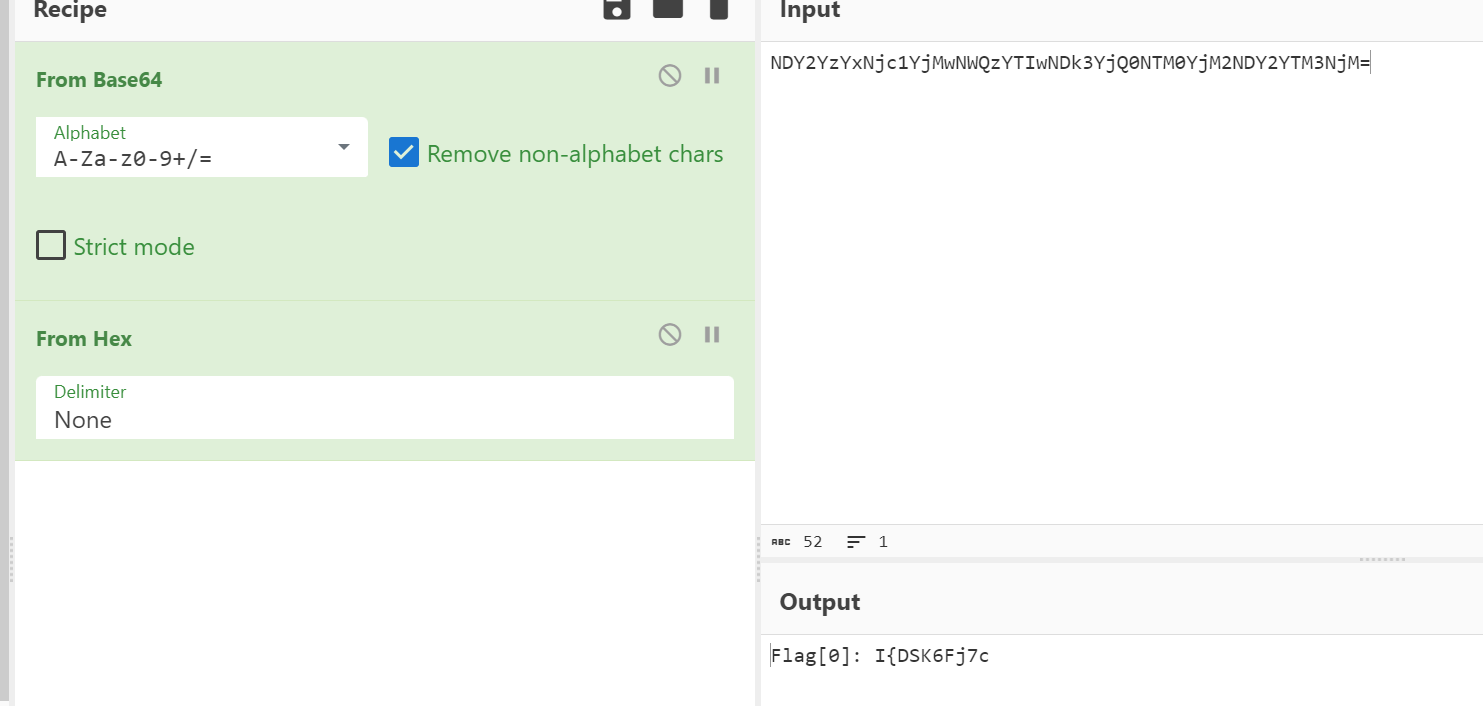 Recipe
From Base64
Alphabet
A-Za-z0-9+/=
Remove non-alphabet chars
Strict mode
From Hex
Delimiter
None
Input
NDY2YzYxNjc1YjMwNWQzYTIwNDk3YjQ0NTM0YjM2NDY2YTM3NjM=
ABC 52 1
Output
Flag[0]: I{DSK6Fj7c